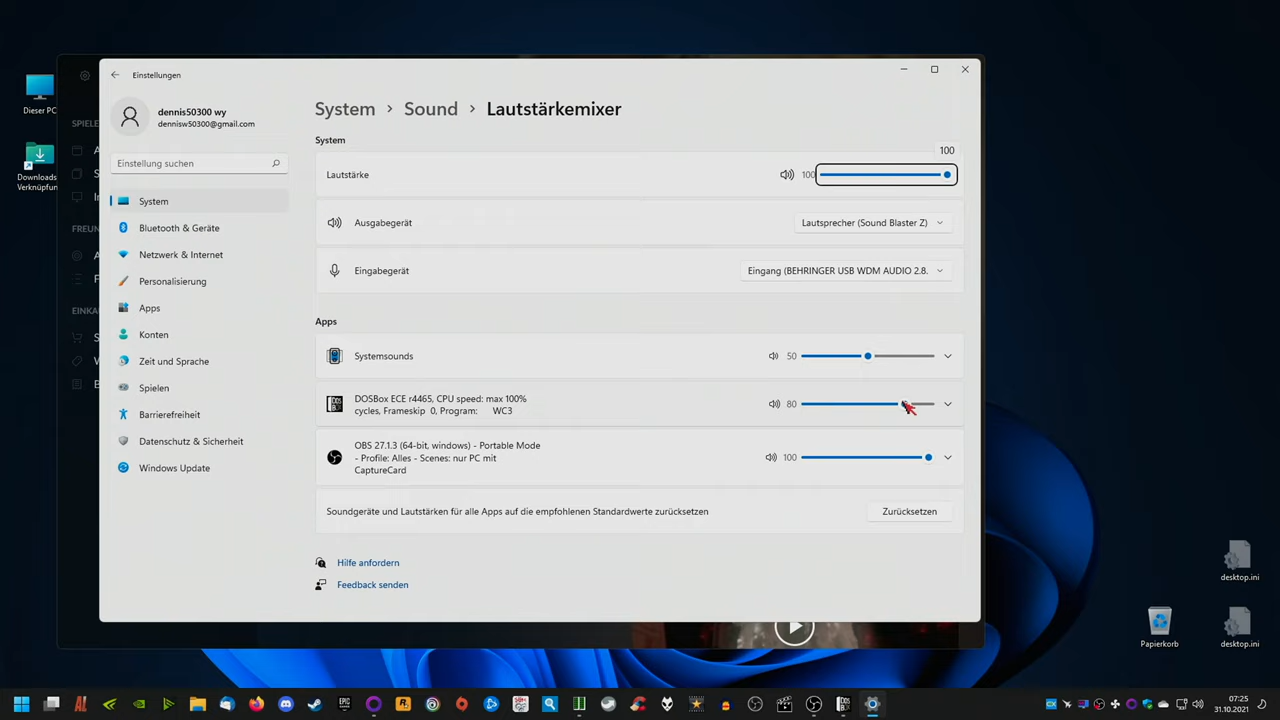 Einstellungen
dennis50300 wy
dennisw50300@gmail.com
Einstellung suchen
System
Bluetooth & Geräte
Netzwerk & Internet
Personalisierung
Apps
Konten
Zeit und Sprache
Spielen
Barrierefreiheit
Datenschutz & Sicherheit
Windows Update
System > Sound > Lautstärkemixer
System
100
Lautstärke
100
Ausgabegerät
Lautsprecher (Sound Blaster Z)
Eingabegerät
Eingang (BEHRINGER USB WDM AUDIO 2.8.
Apps
Systemsounds
50
DOSBox ECE r4465, CPU speed: max 100%
cycles, Frameskip 0, Program: WC3
80
OBS 27.1.3 (64-bit, windows) - Portable Mode
- Profile: Alles - Scenes: nur PC mit
CaptureCard
100
Soundgeräte und Lautstärken für alle Apps auf die empfohlenen Standardwerte zurücksetzen
Zurücksetzen
Hilfe anfordern
Feedback senden
Dieser PC
Downloads
Verknüpfun
SPIELE
FREUN
EINKAU
desktop.ini
Papierkorb
desktop.ini
07:25
31.10.2021